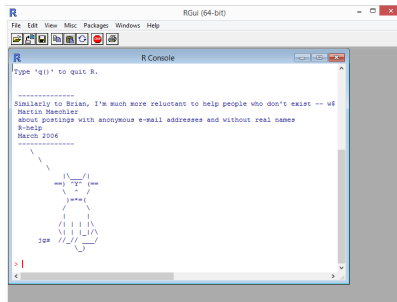 RGui (64-bit)
File Edit View Misc Packages Windows Help
R Console
Type 'q()' to quit R.
--------------
Similarly to Brian, I'm much more reluctant to help people who don't exist -- w$
Martin Maechler
about postings with anonymous e-mail addresses and without real names
R-help
March 2006
--------------
jgs
>